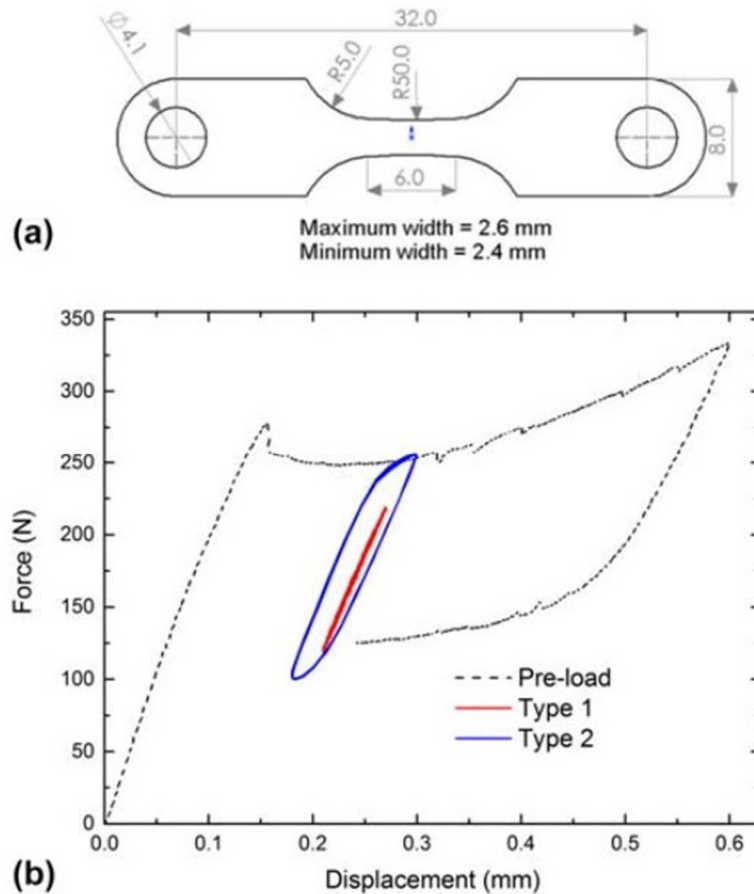 32.0
Ø 4.1
R5.0
R50.0
8.0
6.0
(a)
Maximum width = 2.6 mm
Minimum width = 2.4 mm
350
300
250
200
150
100
50
0
Force (N)
Pre-load
Type 1
Type 2
0.0 0.1 0.2 0.3 0.4 0.5 0.6
(b)
Displacement (mm)